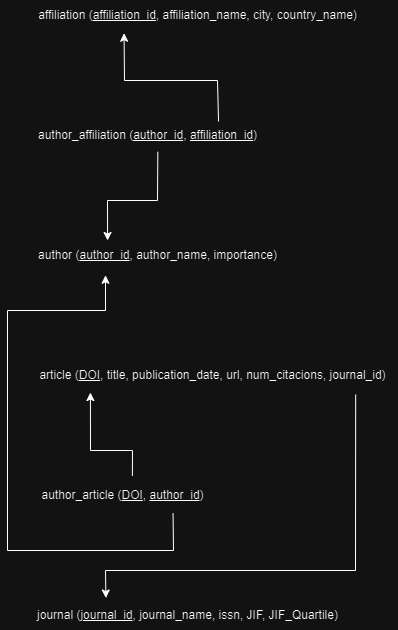 affiliation (affiliation_id, affiliation_name, city, country_name)
author_affiliation (author_id, affiliation_id)
author (author_id, author_name, importance)
article (DOI, title, publication_date, url, num_citacions, journal_id)
author_article (DOI, author_id)
journal (journal_id, journal_name, issn, JIF, JIF_Quartile)